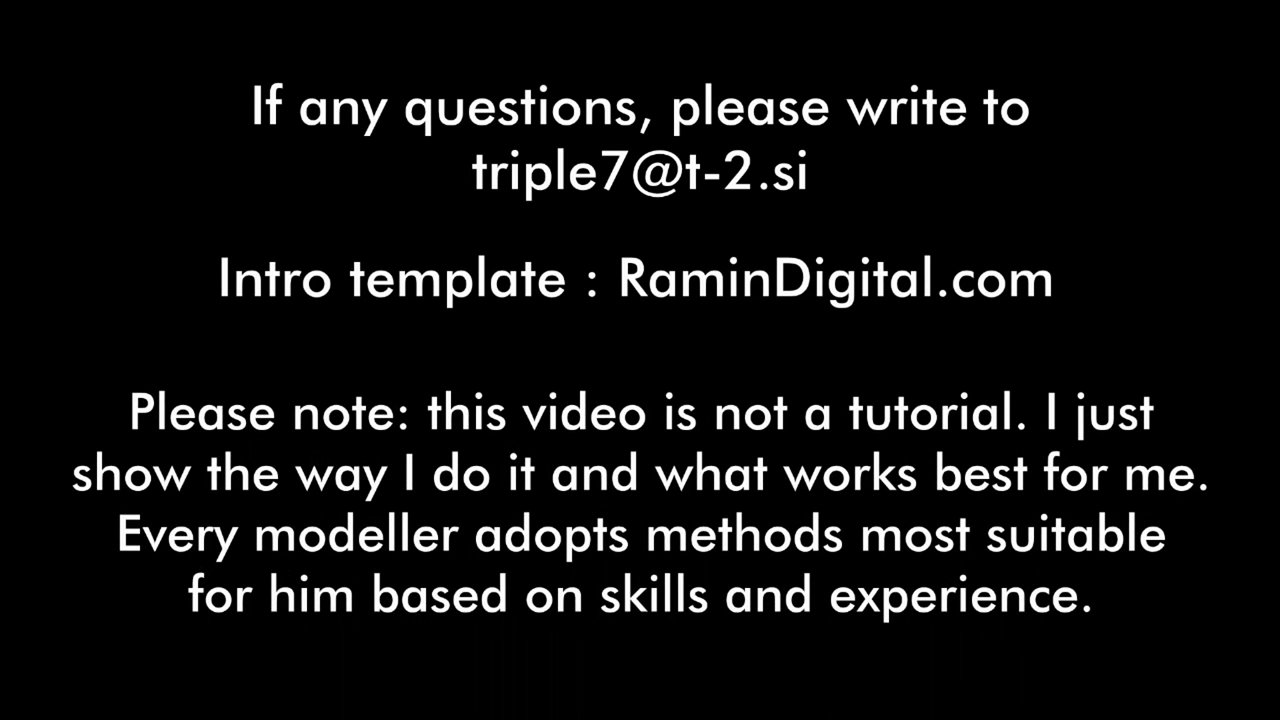 If any questions, please write to
triple7@t-2.si
Intro template : RaminDigital.com
Please note: this video is not a tutorial. I just
show the way I do it and what works best for me.
Every modeller adopts methods most suitable
for him based on skills and experience.